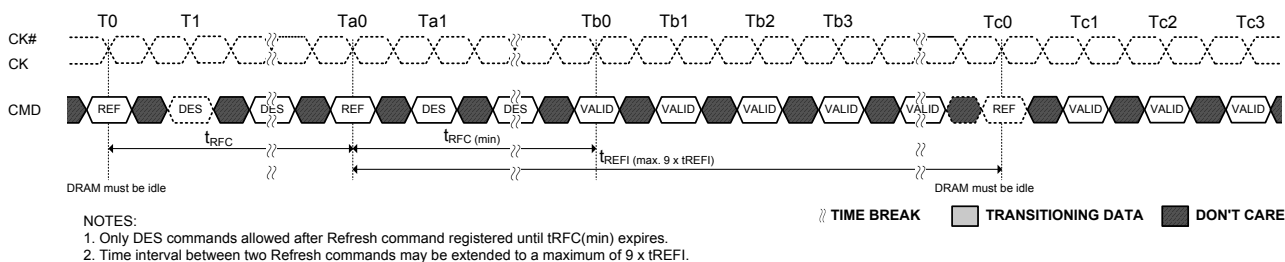 T0 T1 Ta0 Ta1 Tb0 Tb1 Tb2 Tb3 Tc0 Tc1 Tc2 Tc3
CK#
CK
CMD REF DES DES REF DES DES VALID VALID VALID VALID VALID REF VALID VALID VALID
tRFC tRFC (min) tREFI (max. 9 x tREFI)
DRAM must be idle DRAM must be idle
TIME BREAK TRANSITIONING DATA DON'T CARE
NOTES:
1. Only DES commands allowed after Refresh command registered until tRFC(min) expires.
2. Time interval between two Refresh commands may be extended to a maximum of 9 x tREFI.